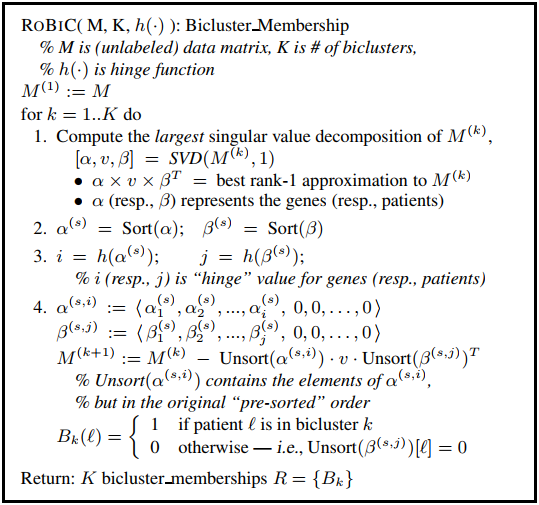 ROBIC( M, K, h(·) ): Bicluster_Membership
% M is (unlabeled) data matrix, K is # of biclusters,
% h(·) is hinge function
M^(1) := M
for k = 1..K do
1. Compute the largest singular value decomposition of M^(k),
[α, v, β] = SVD(M^(k), 1)
• α × v × β^T = best rank-1 approximation to M^(k)
• α (resp., β) represents the genes (resp., patients)
2. α^(s) = Sort(α); β^(s) = Sort(β)
3. i = h(α^(s)); j = h(β^(s));
% i (resp., j) is “hinge” value for genes (resp., patients)
4. α^(s,i) := ⟨ α_1^(s), α_2^(s), ..., α_i^(s), 0, 0, . . . , 0 ⟩
β^(s,j) := ⟨ β_1^(s), β_2^(s), ..., β_j^(s), 0, 0, . . . , 0 ⟩
M^(k+1) := M^(k) − Unsort(α^(s,i)) · v · Unsort(β^(s,j))^T
% Unsort(α^(s,i)) contains the elements of α^(s,i),
% but in the original “pre-sorted” order
B_k(ℓ) = { 1 if patient ℓ is in bicluster k
0 otherwise — i.e., Unsort(β^(s,j))[ℓ] = 0
Return: K bicluster_memberships R = {B_k}